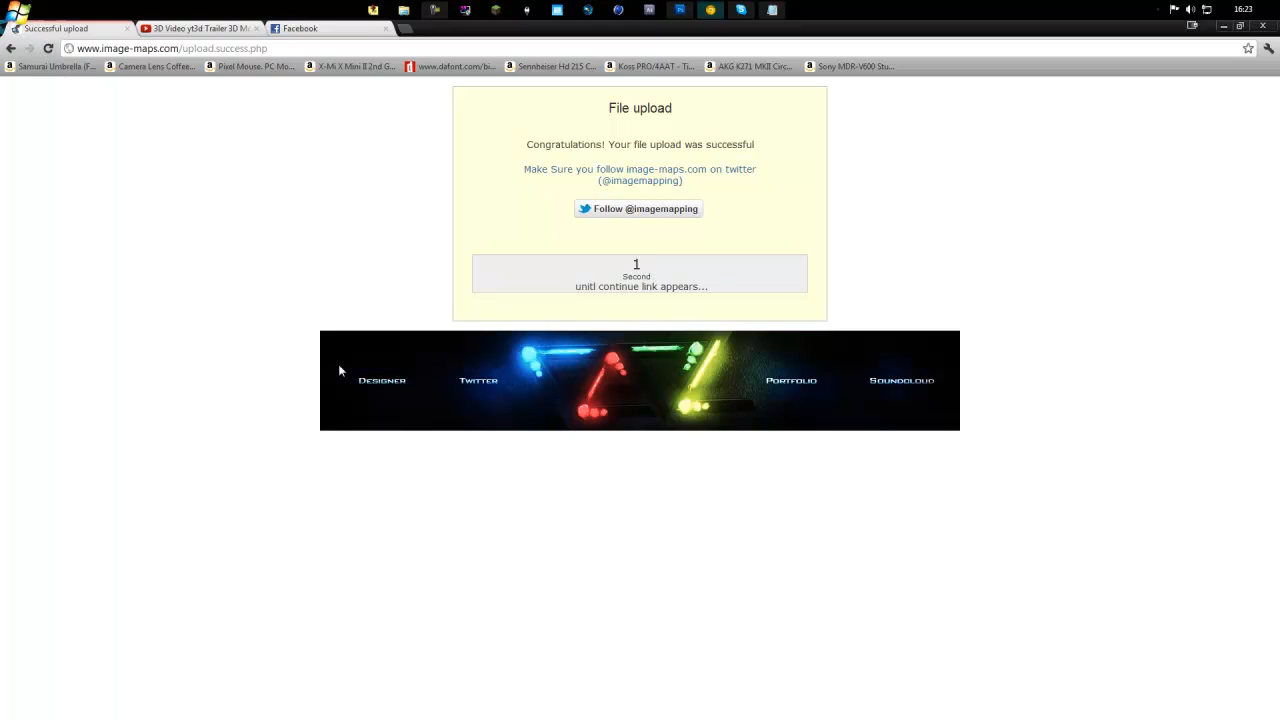 16:23
Successful upload
3D Video yt3d Trailer 3D M
Facebook
www.image-maps.com/upload.success.php
Samurai Umbrella (F...
Camera Lens Coffee...
Pixel Mouse. PC Mo...
X-Mi X Mini II 2nd G...
www.dafont.com/bi...
Sennheiser Hd 215 C...
Koss PRO/4AAT - Ti...
AKG K271 MKII Circ...
Sony MDR-V600 Stu...
File upload
Congratulations! Your file upload was successful
Make Sure you follow image-maps.com on twitter
(@imagemapping)
Follow @imagemapping
1
Second
unitl continue link appears...
Designer
Twitter
Portfolio
Soundcloud